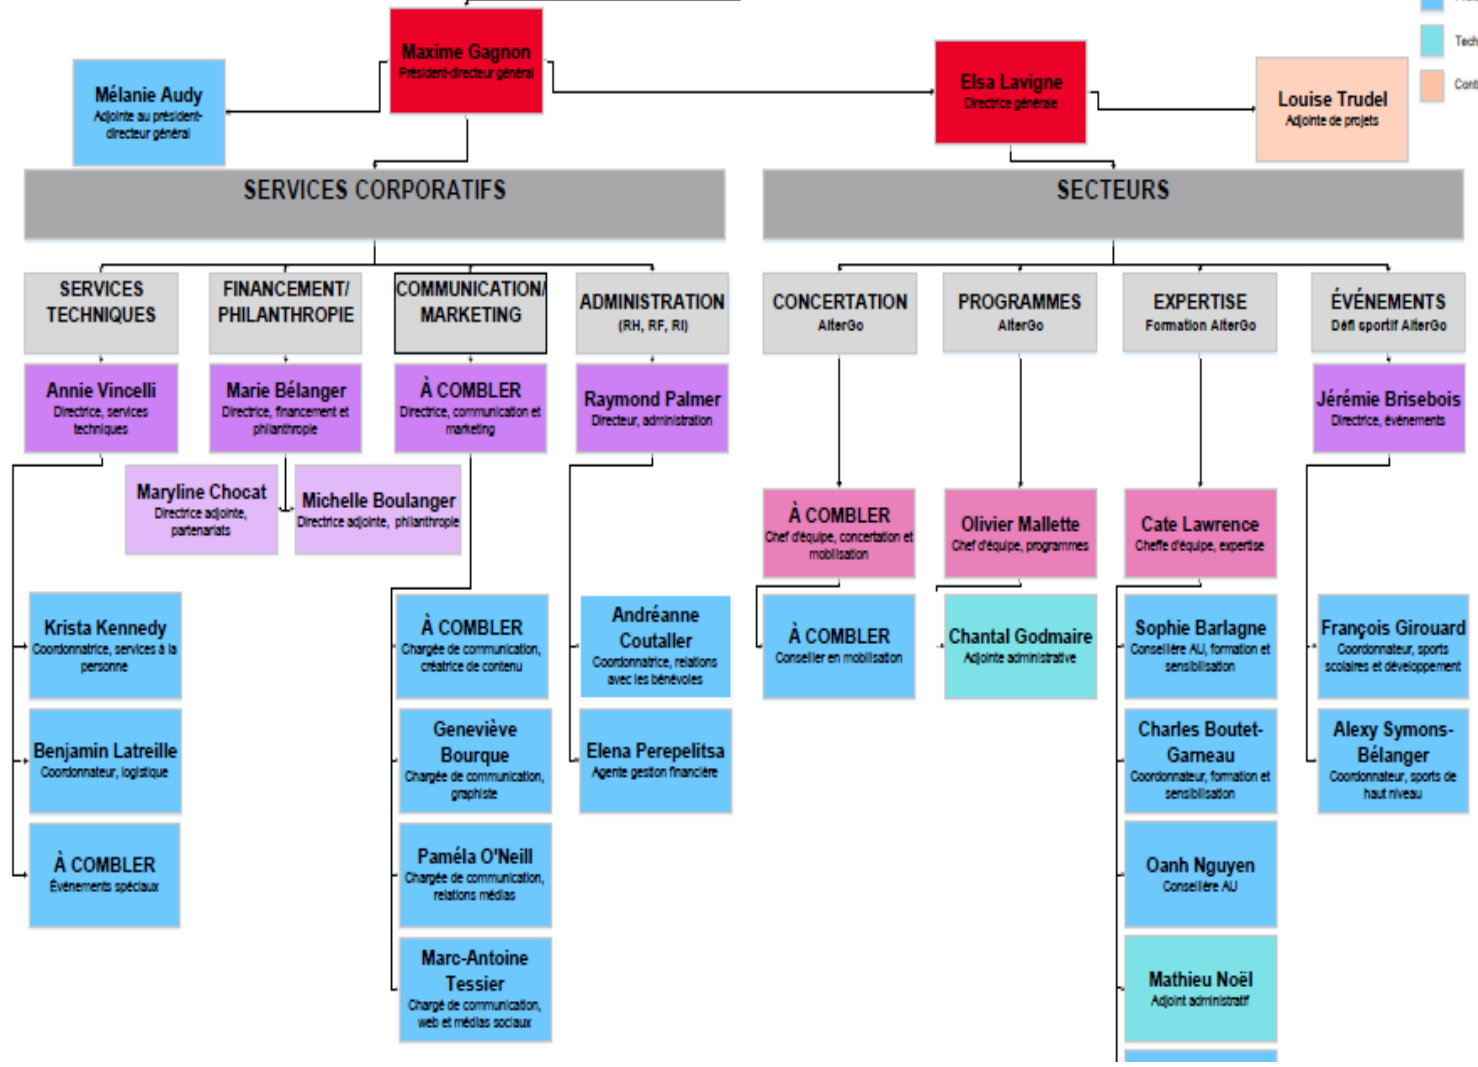 Maxime Gagnon
Président-directeur général
Mélanie Audy
Adjointe au président-
directeur général
Elsa Lavigne
Directrice générale
Louise Trudel
Adjointe de projets
Tech
Cont
SERVICES CORPORATIFS
SECTEURS
SERVICES
TECHNIQUES
FINANCEMENT/
PHILANTHROPIE
COMMUNICATION/
MARKETING
ADMINISTRATION
(RH, RF, RI)
CONCERTATION
AlterGo
PROGRAMMES
AlterGo
EXPERTISE
Formation AlterGo
ÉVÉNEMENTS
Défi sportif AlterGo
Annie Vincelli
Directrice, services
techniques
Marie Bélanger
Directrice, financement et
philanthropie
À COMBLER
Directrice, communication et
marketing
Raymond Palmer
Directeur, administration
Jérémie Brisebois
Directrice, événements
Maryline Chocat
Directrice adjointe,
partenariats
Michelle Boulanger
Directrice adjointe, philanthropie
À COMBLER
Chef d'équipe, concertation et
mobilisation
Olivier Mallette
Chef d'équipe, programmes
Cate Lawrence
Cheffe d'équipe, expertise
Krista Kennedy
Coordonnatrice, services à la
personne
À COMBLER
Chargée de communication,
créatrice de contenu
Andréanne
Coutaller
Coordonnatrice, relations
avec les bénévoles
À COMBLER
Conseiller en mobilisation
Chantal Godmaire
Adjointe administrative
Sophie Barlagne
Conseillère AU, formation et
sensibilisation
François Girouard
Coordonnateur, sports
scolaires et développement
Benjamin Latreille
Coordonnateur, logistique
Geneviève
Bourque
Chargée de communication,
graphiste
Elena Perepelitsa
Agente gestion financière
Charles Boutet-
Garneau
Coordonnateur, formation et
sensibilisation
Alexy Symons-
Bélanger
Coordonnateur, sports de
haut niveau
À COMBLER
Événements spéciaux
Paméla O'Neill
Chargée de communication,
relations médias
Oanh Nguyen
Conseillère AU
Marc-Antoine
Tessier
Chargé de communication,
web et médias sociaux
Mathieu Noël
Adjoint administratif